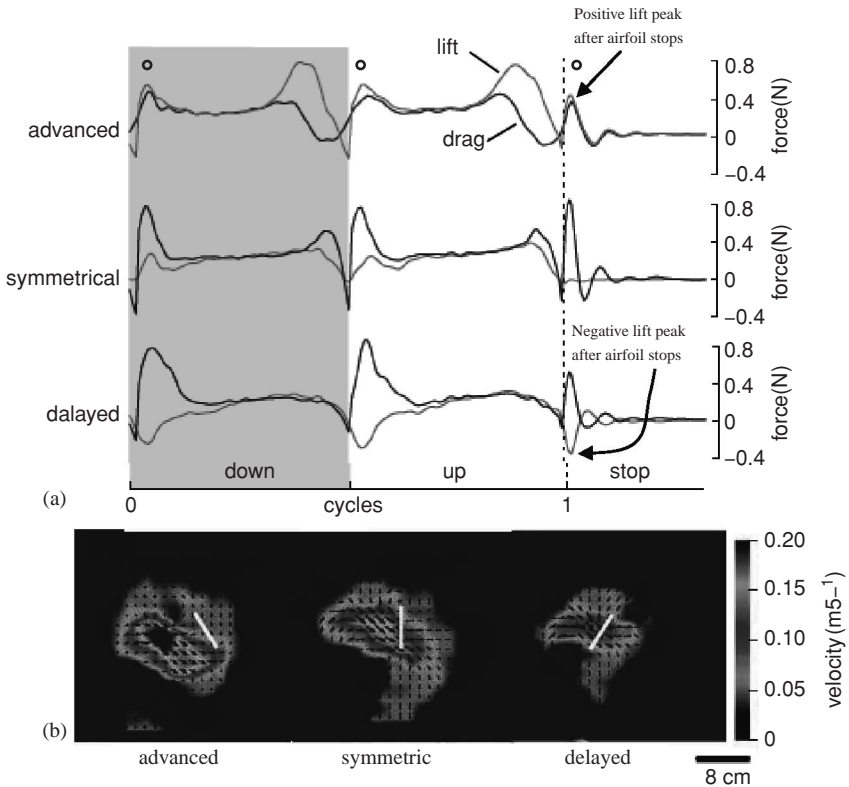 Positive lift peak
after airfoil stops
lift
0.8
0.4
0
−0.4
force(N)
advanced
drag
0.8
0.4
0
−0.4
force(N)
symmetrical
Negative lift peak
after airfoil stops
0.8
0.4
0
−0.4
force(N)
dalayed
down
up
stop
(a)
0
cycles
1
0.20
0.15
0.10
0.05
0
velocity (m5−1)
(b)
advanced
symmetric
delayed
8 cm